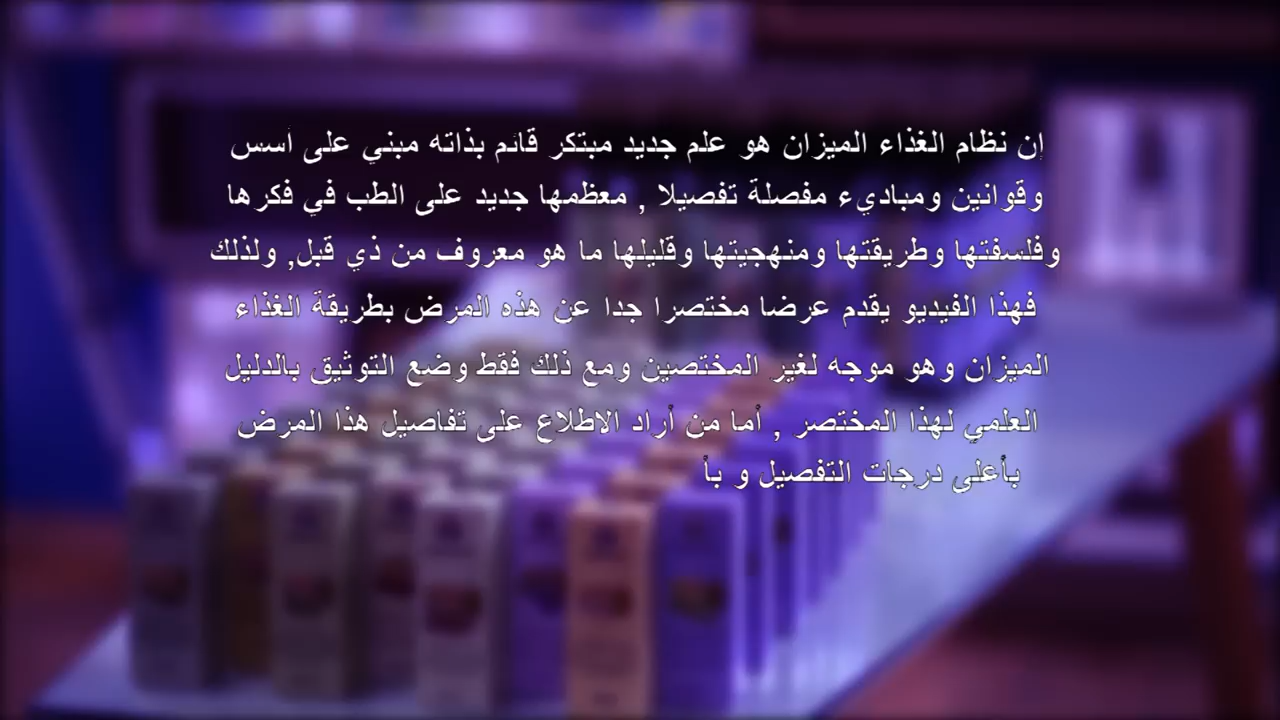 إن نظام الغذاء الميزان هو علم جديد مبتكر قائم بذاته مبني على أسس
وقوانين ومباديء مفصلة تفصيلا , معظمها جديد على الطب في فكرها
وفلسفتها وطريقتها ومنهجيتها وقليلها ما هو معروف من ذي قبل, ولذلك
فهذا الفيديو يقدم عرضا مختصرا جدا عن هذه المرض بطريقة الغذاء
الميزان وهو موجه لغير المختصين ومع ذلك فقط وضع التوثيق بالدليل
العلمي لهذا المختصر , أما من أراد الاطلاع على تفاصيل هذا المرض
بأعلى درجات التفصيل و بأ